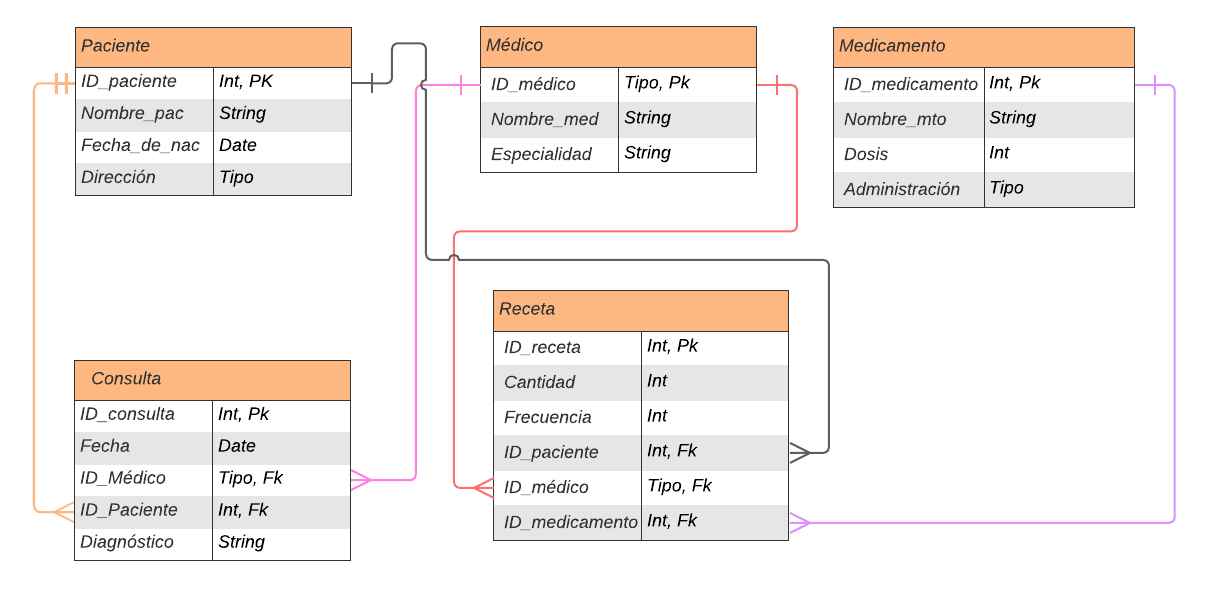 Paciente
ID_paciente Int, PK
Nombre_pac String
Fecha_de_nac Date
Dirección Tipo
Médico
ID_médico Tipo, Pk
Nombre_med String
Especialidad String
Medicamento
ID_medicamento Int, Pk
Nombre_mto String
Dosis Int
Administración Tipo
Consulta
ID_consulta Int, Pk
Fecha Date
ID_Médico Tipo, Fk
ID_Paciente Int, Fk
Diagnóstico String
Receta
ID_receta Int, Pk
Cantidad Int
Frecuencia Int
ID_paciente Int, Fk
ID_médico Tipo, Fk
ID_medicamento Int, Fk